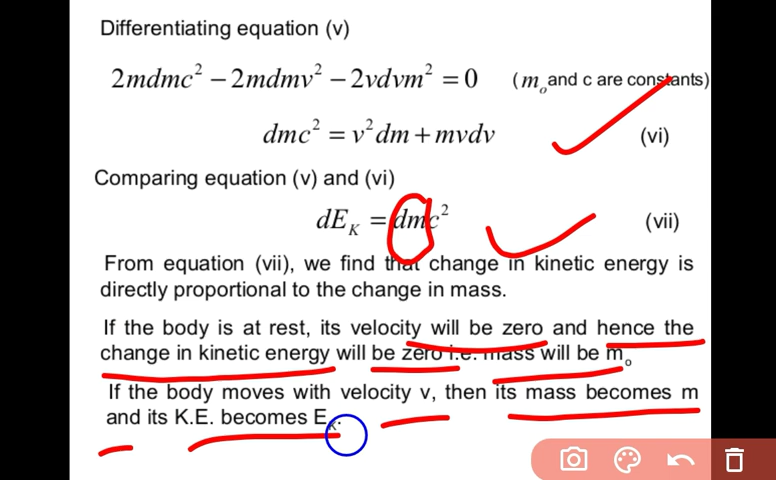 Differentiating equation (v)
2mdmc² − 2mdmv² − 2vdvm² = 0 (mₒand c are constants)
dmc² = v²dm + mvdv (vi)
Comparing equation (v) and (vi)
dE_K = dmc² (vii)
From equation (vii), we find that change in kinetic energy is
directly proportional to the change in mass.
If the body is at rest, its velocity will be zero and hence the
change in kinetic energy will be zero i.e. mass will be mₒ
If the body moves with velocity v, then its mass becomes m
and its K.E. becomes E_K.